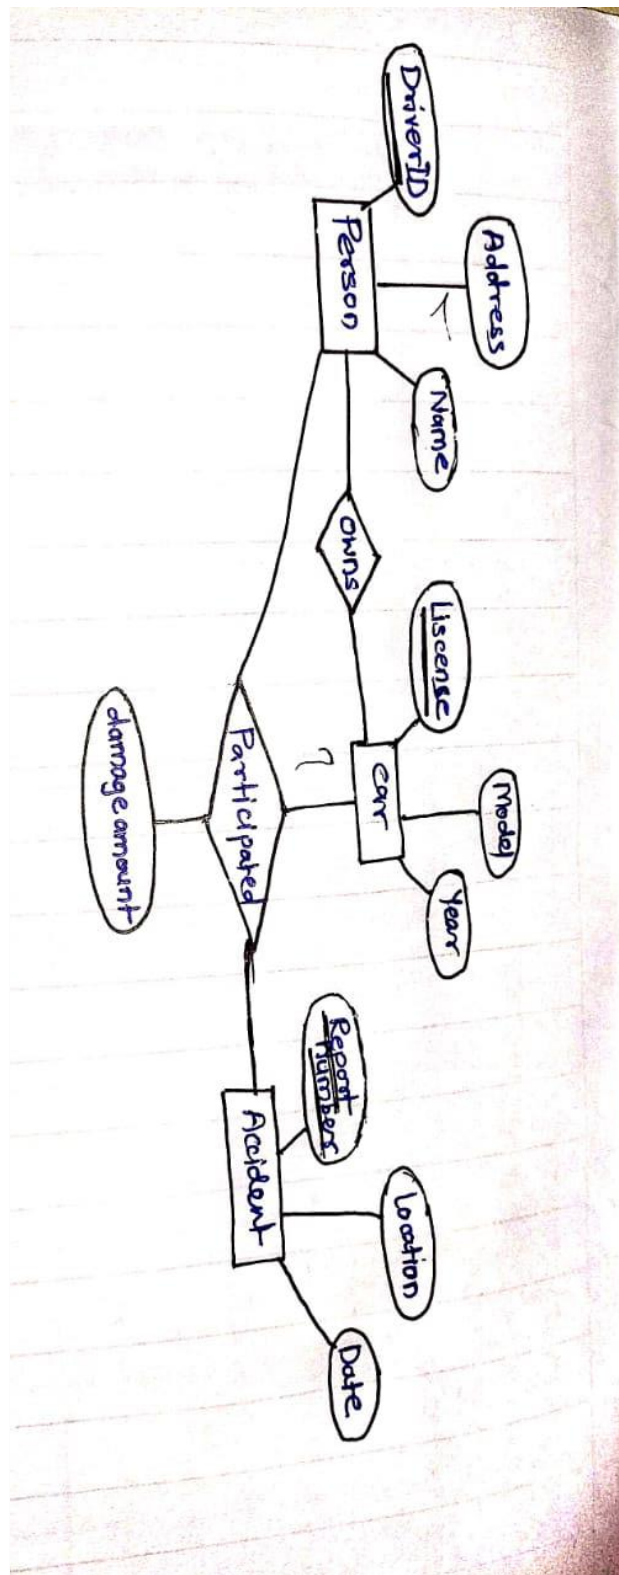 DriverID
Address
Name
Person
owns
Liscense
Model
Year
car
Participated
damage amount
Report
Number
Location
Date
Accident